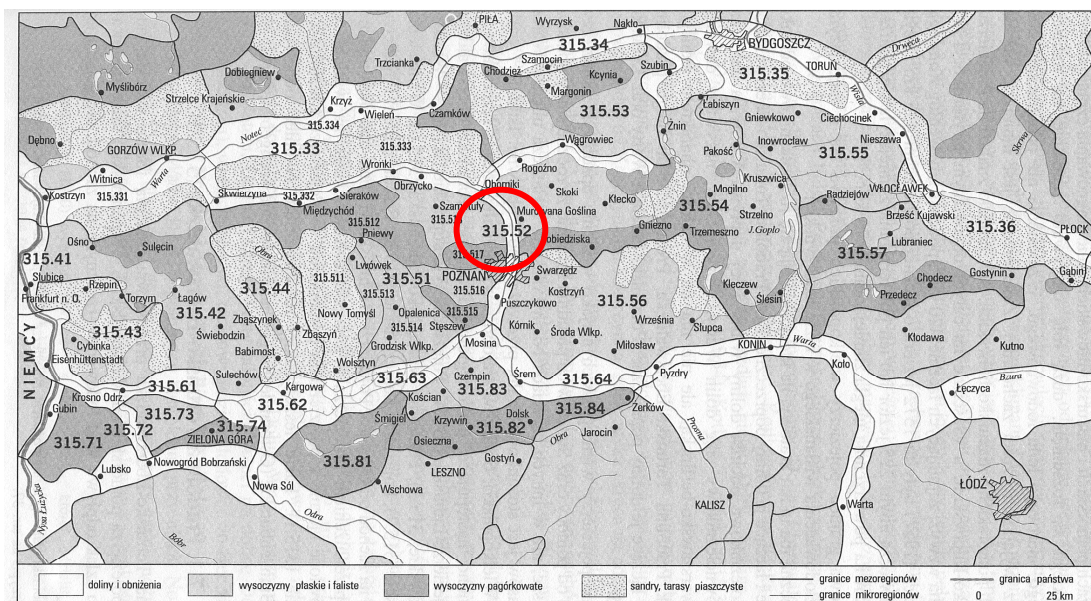 PIŁA
Wyrzysk
Nakło
BYDGOSZCZ
315.34
Drwęca
Trzcianka
Szamocin
Chodzież
Szubin
TORUŃ
315.35
Dobiegniew
Kcynia
Myślibórz
Margonin
Wisła
Strzelce Krajeńskie
Krzyż
Wieleń
Czarnków
315.53
Łabiszyn
Gniewkowo
Ciechocinek
315.334
Noteć
Żnin
Nieszawa
Skrwa
Dębno
315.33
315.333
Wągrowiec
Pakość
Inowrocław
315.55
GORZÓW WLKP.
Wronki
Rogoźno
Witnica
Warta
Obrzycko
Oborniki
Skoki
Kruszwica
WŁOCŁAWEK
Kostrzyn
315.331
Skwierzyna
315.332
Sieraków
Mogilno
Radziejów
Międzychód
Szamotuły
Murowana Goślina
Kłecko
315.54
Strzelno
Brześć Kujawski
315.512
315.52
Gniezno
Trzemeszno
J.Gopło
315.36
PŁOCK
Ośno
Sulęcin
Obra
Pniewy
Lubraniec
315.41
315.517
315.57
Słubice
Lwówek
POZNAŃ
Swarzędz
Gostynin
Gąbin
Rzepin
315.511
315.51
315.516
Kostrzyń
Kleczew
Ślesin
Chodecz
Frankfurt n. O.
Torzym
Łagów
315.44
315.513
Puszczykowo
315.56
Przedecz
315.42
Nowy Tomyśl
Opalenica
315.515
Września
315.43
Zbąszynek
315.514
Stęszew
Kórnik
Słupca
Kłodawa
Cybinka
Świebodzin
Zbąszyń
Grodzisk Wlkp.
Środa Wlkp.
Kutno
Eisenhüttenstadt
Babimost
Mosina
Miłosław
KONIN
Warta
NIEMCY
Wolsztyn
Koło
Sulechów
315.63
Czempin
Śrem
315.64
Pyzdry
Bzura
Krosno Odrz.
315.61
Kargowa
315.83
Łęczyca
Gubin
315.62
Kościan
315.84
Żerków
315.73
Śmigiel
Krzywin
Dolsk
315.72
315.74
315.82
Obra
Jarocin
Prosna
315.71
ZIELONA GÓRA
315.81
Osieczna
Gostyń
Lubsko
Nowogród Bobrzański
LESZNO
ŁÓDŹ
Nowa Sól
Wschowa
KALISZ
Warta
Nysa Łużycka
Odra
Bóbr
doliny i obniżenia
wysoczyzny płaskie i faliste
wysoczyzny pagórkowate
sandry, tarasy piaszczyste
granice mezoregionów
granica państwa
granice mikroregionów
0 25 km